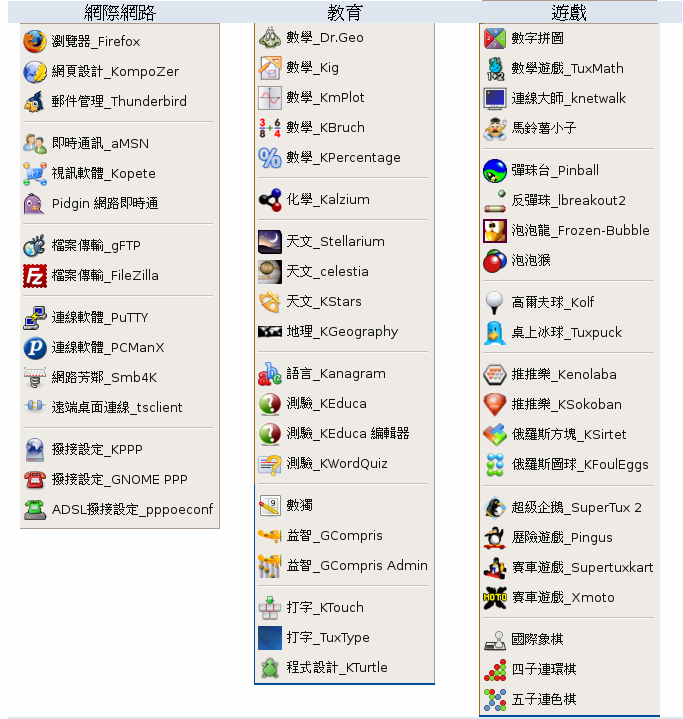 網際網路
瀏覽器_Firefox
網頁設計_KompoZer
郵件管理_Thunderbird
即時通訊_aMSN
視訊軟體_Kopete
Pidgin 網路即時通
檔案傳輸_gFTP
檔案傳輸_FileZilla
連線軟體_PuTTY
連線軟體_PCManX
網路芳鄰_Smb4K
遠端桌面連線_tsclient
撥接設定_KPPP
撥接設定_GNOME PPP
ADSL撥接設定_pppoeconf
教育
數學_Dr.Geo
數學_Kig
數學_KmPlot
數學_KBruch
數學_KPercentage
化學_Kalzium
天文_Stellarium
天文_celestia
天文_KStars
地理_KGeography
語言_Kanagram
測驗_KEduca
測驗_KEduca 編輯器
測驗_KWordQuiz
數獨
益智_GCompris
益智_GCompris Admin
打字_KTouch
打字_TuxType
程式設計_KTurtle
遊戲
數字拼圖
數學遊戲_TuxMath
連線大師_knetwalk
馬鈴薯小子
彈珠台_Pinball
反彈珠_lbreakout2
泡泡龍_Frozen-Bubble
泡泡猴
高爾夫球_Kolf
桌上冰球_Tuxpuck
推推樂_Kenolaba
推推樂_KSokoban
俄羅斯方塊_KSirtet
俄羅斯圖球_KFoulEggs
超級企鵝_SuperTux 2
歷險遊戲_Pingus
賽車遊戲_Supertuxkart
賽車遊戲_Xmoto
國際象棋
四子連環棋
五子連色棋